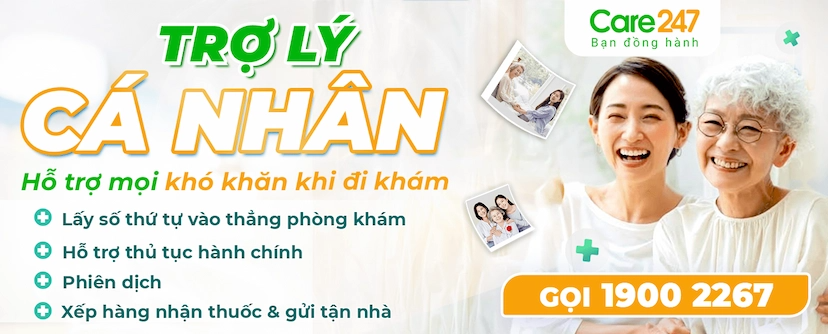 TRỢ LÝ
CÁ NHÂN
Hỗ trợ mọi khó khăn khi đi khám
Lấy số thứ tự vào thẳng phòng khám
Hỗ trợ thủ tục hành chính
Phiên dịch
Xếp hàng nhận thuốc & gửi tận nhà
Care247
Bạn đồng hành
GỌI 1900 2267